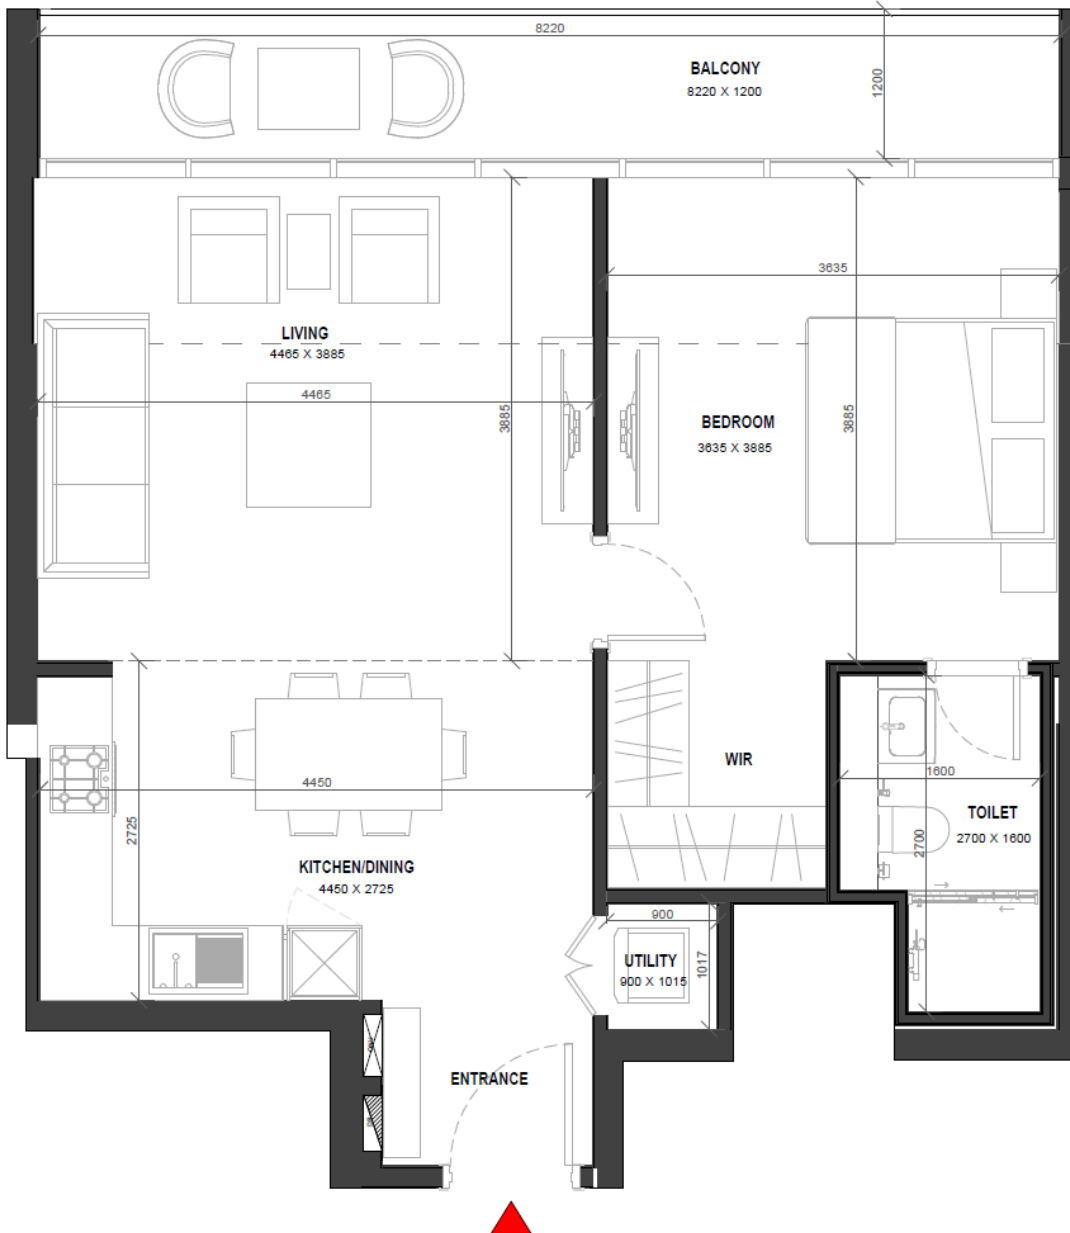 8220
BALCONY
8220 X 1200
1200
3635
LIVING
4465 X 3885
4465
3885
BEDROOM
3635 X 3885
3885
WIR
4450
1600
TOILET
2700 X 1600
2725
2700
KITCHEN/DINING
4450 X 2725
900
UTILITY
900 X 1015
1017
ENTRANCE